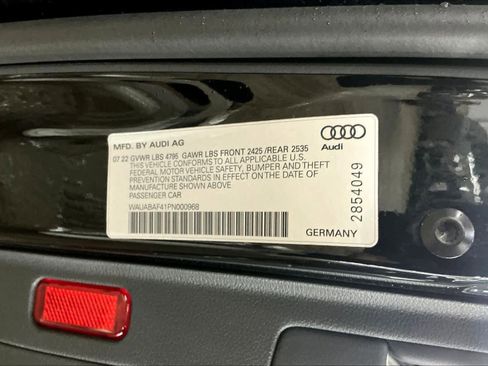 MFD. BY AUDI AG
07.22 GVWR LBS 4795 GAWR LBS FRONT 2425 /REAR 2535
THIS VEHICLE CONFORMS TO ALL APPLICABLE U.S.
FEDERAL MOTOR VEHICLE SAFETY, BUMPER AND THEFT
PREVENTION STANDARDS IN EFFECT ON THE DATE OF
MANUFACTURE SHOWN ABOVE
PASSENGER CAR
WAUABAF41PN000968
Audi
2854049
GERMANY